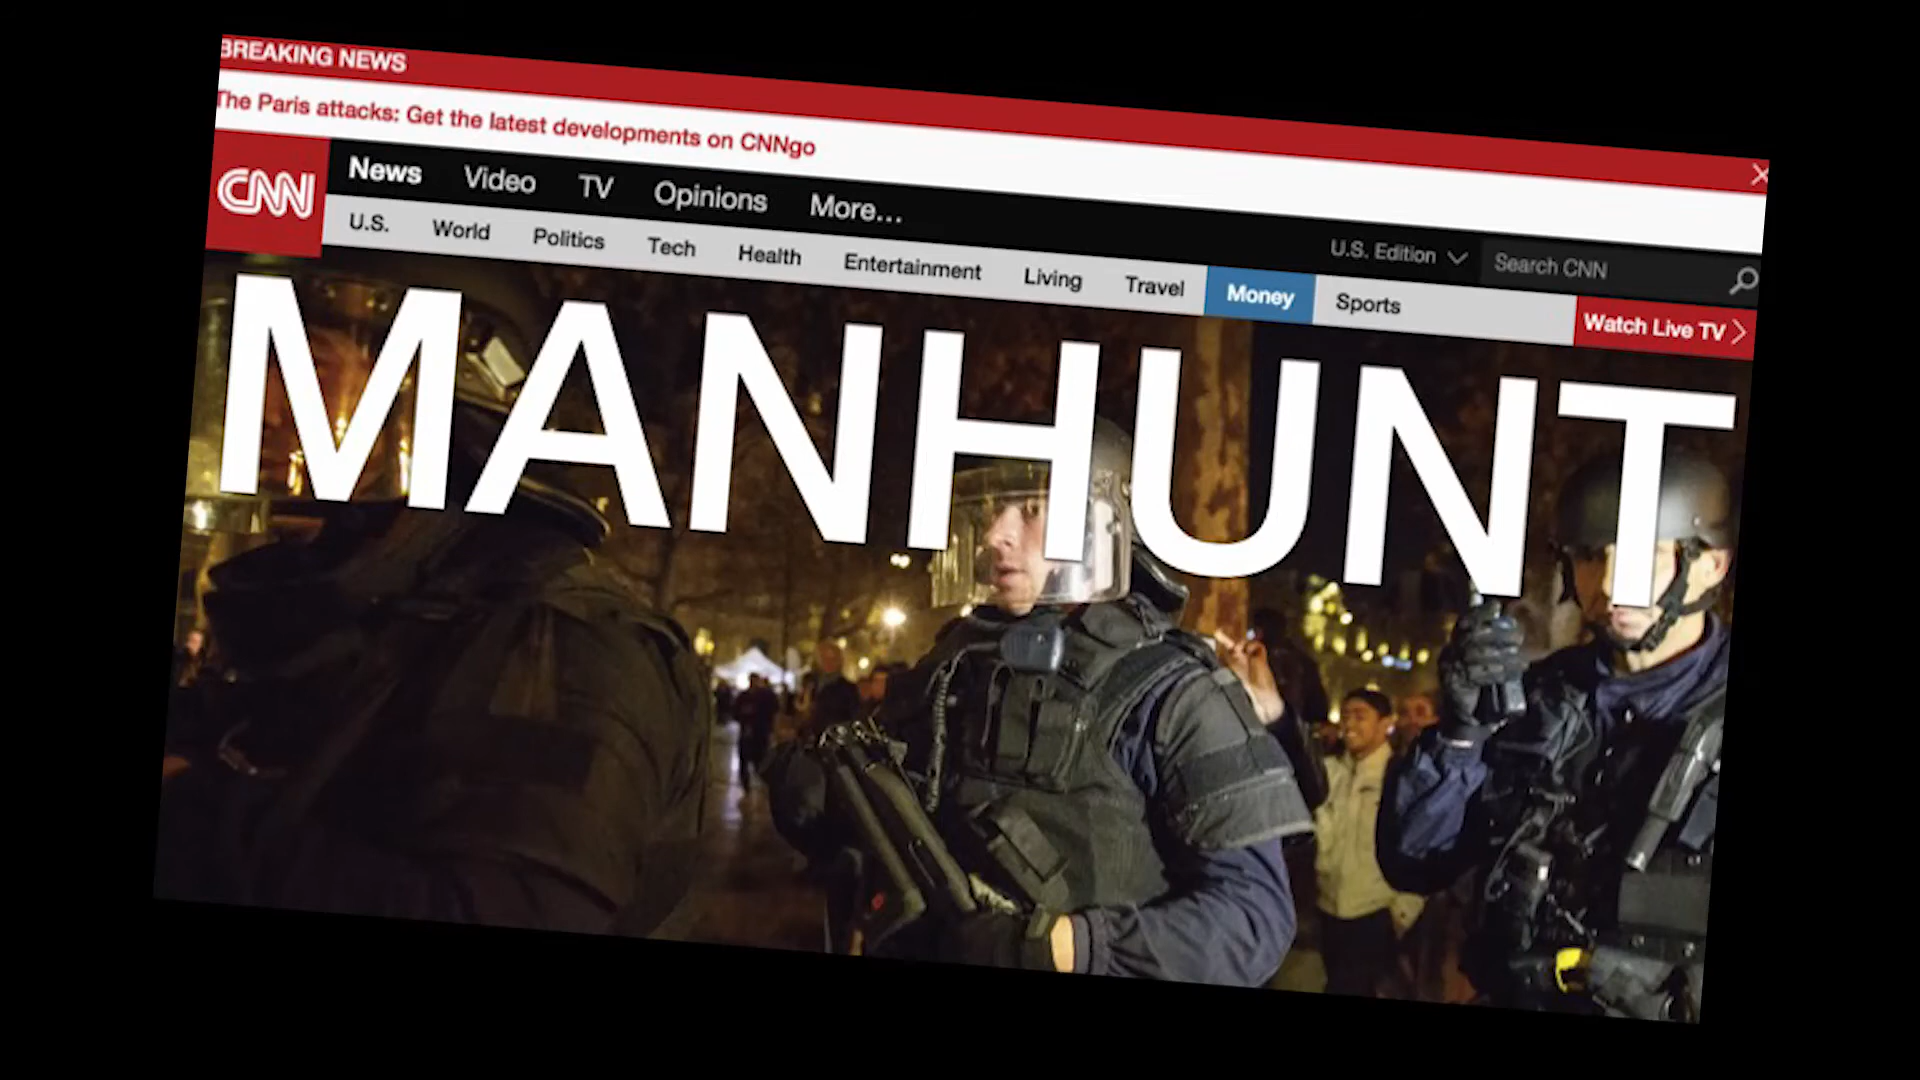 BREAKING NEWS
The Paris attacks: Get the latest developments on CNNgo
CNN
News Video TV Opinions More...
U.S. Edition Search CNN
U.S. World Politics Tech Health Entertainment Living Travel Money Sports
Watch Live TV
MANHUNT